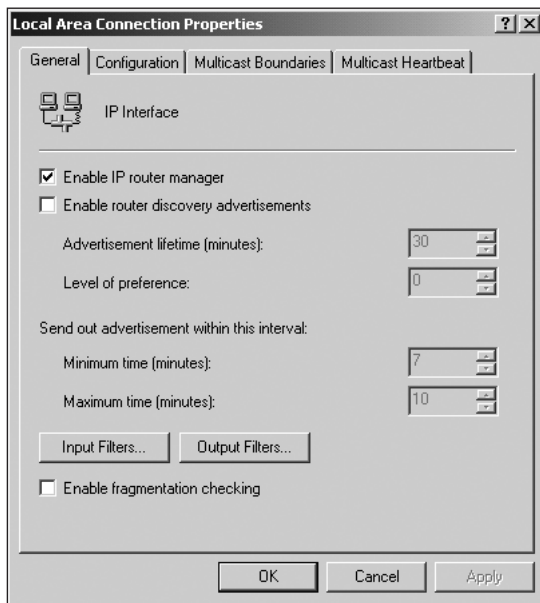 Local Area Connection Properties
General Configuration Multicast Boundaries Multicast Heartbeat
IP Interface
Enable IP router manager
Enable router discovery advertisements
Advertisement lifetime (minutes): 30
Level of preference: 0
Send out advertisement within this interval:
Minimum time (minutes): 7
Maximum time (minutes): 10
Input Filters... Output Filters...
Enable fragmentation checking
OK Cancel Apply